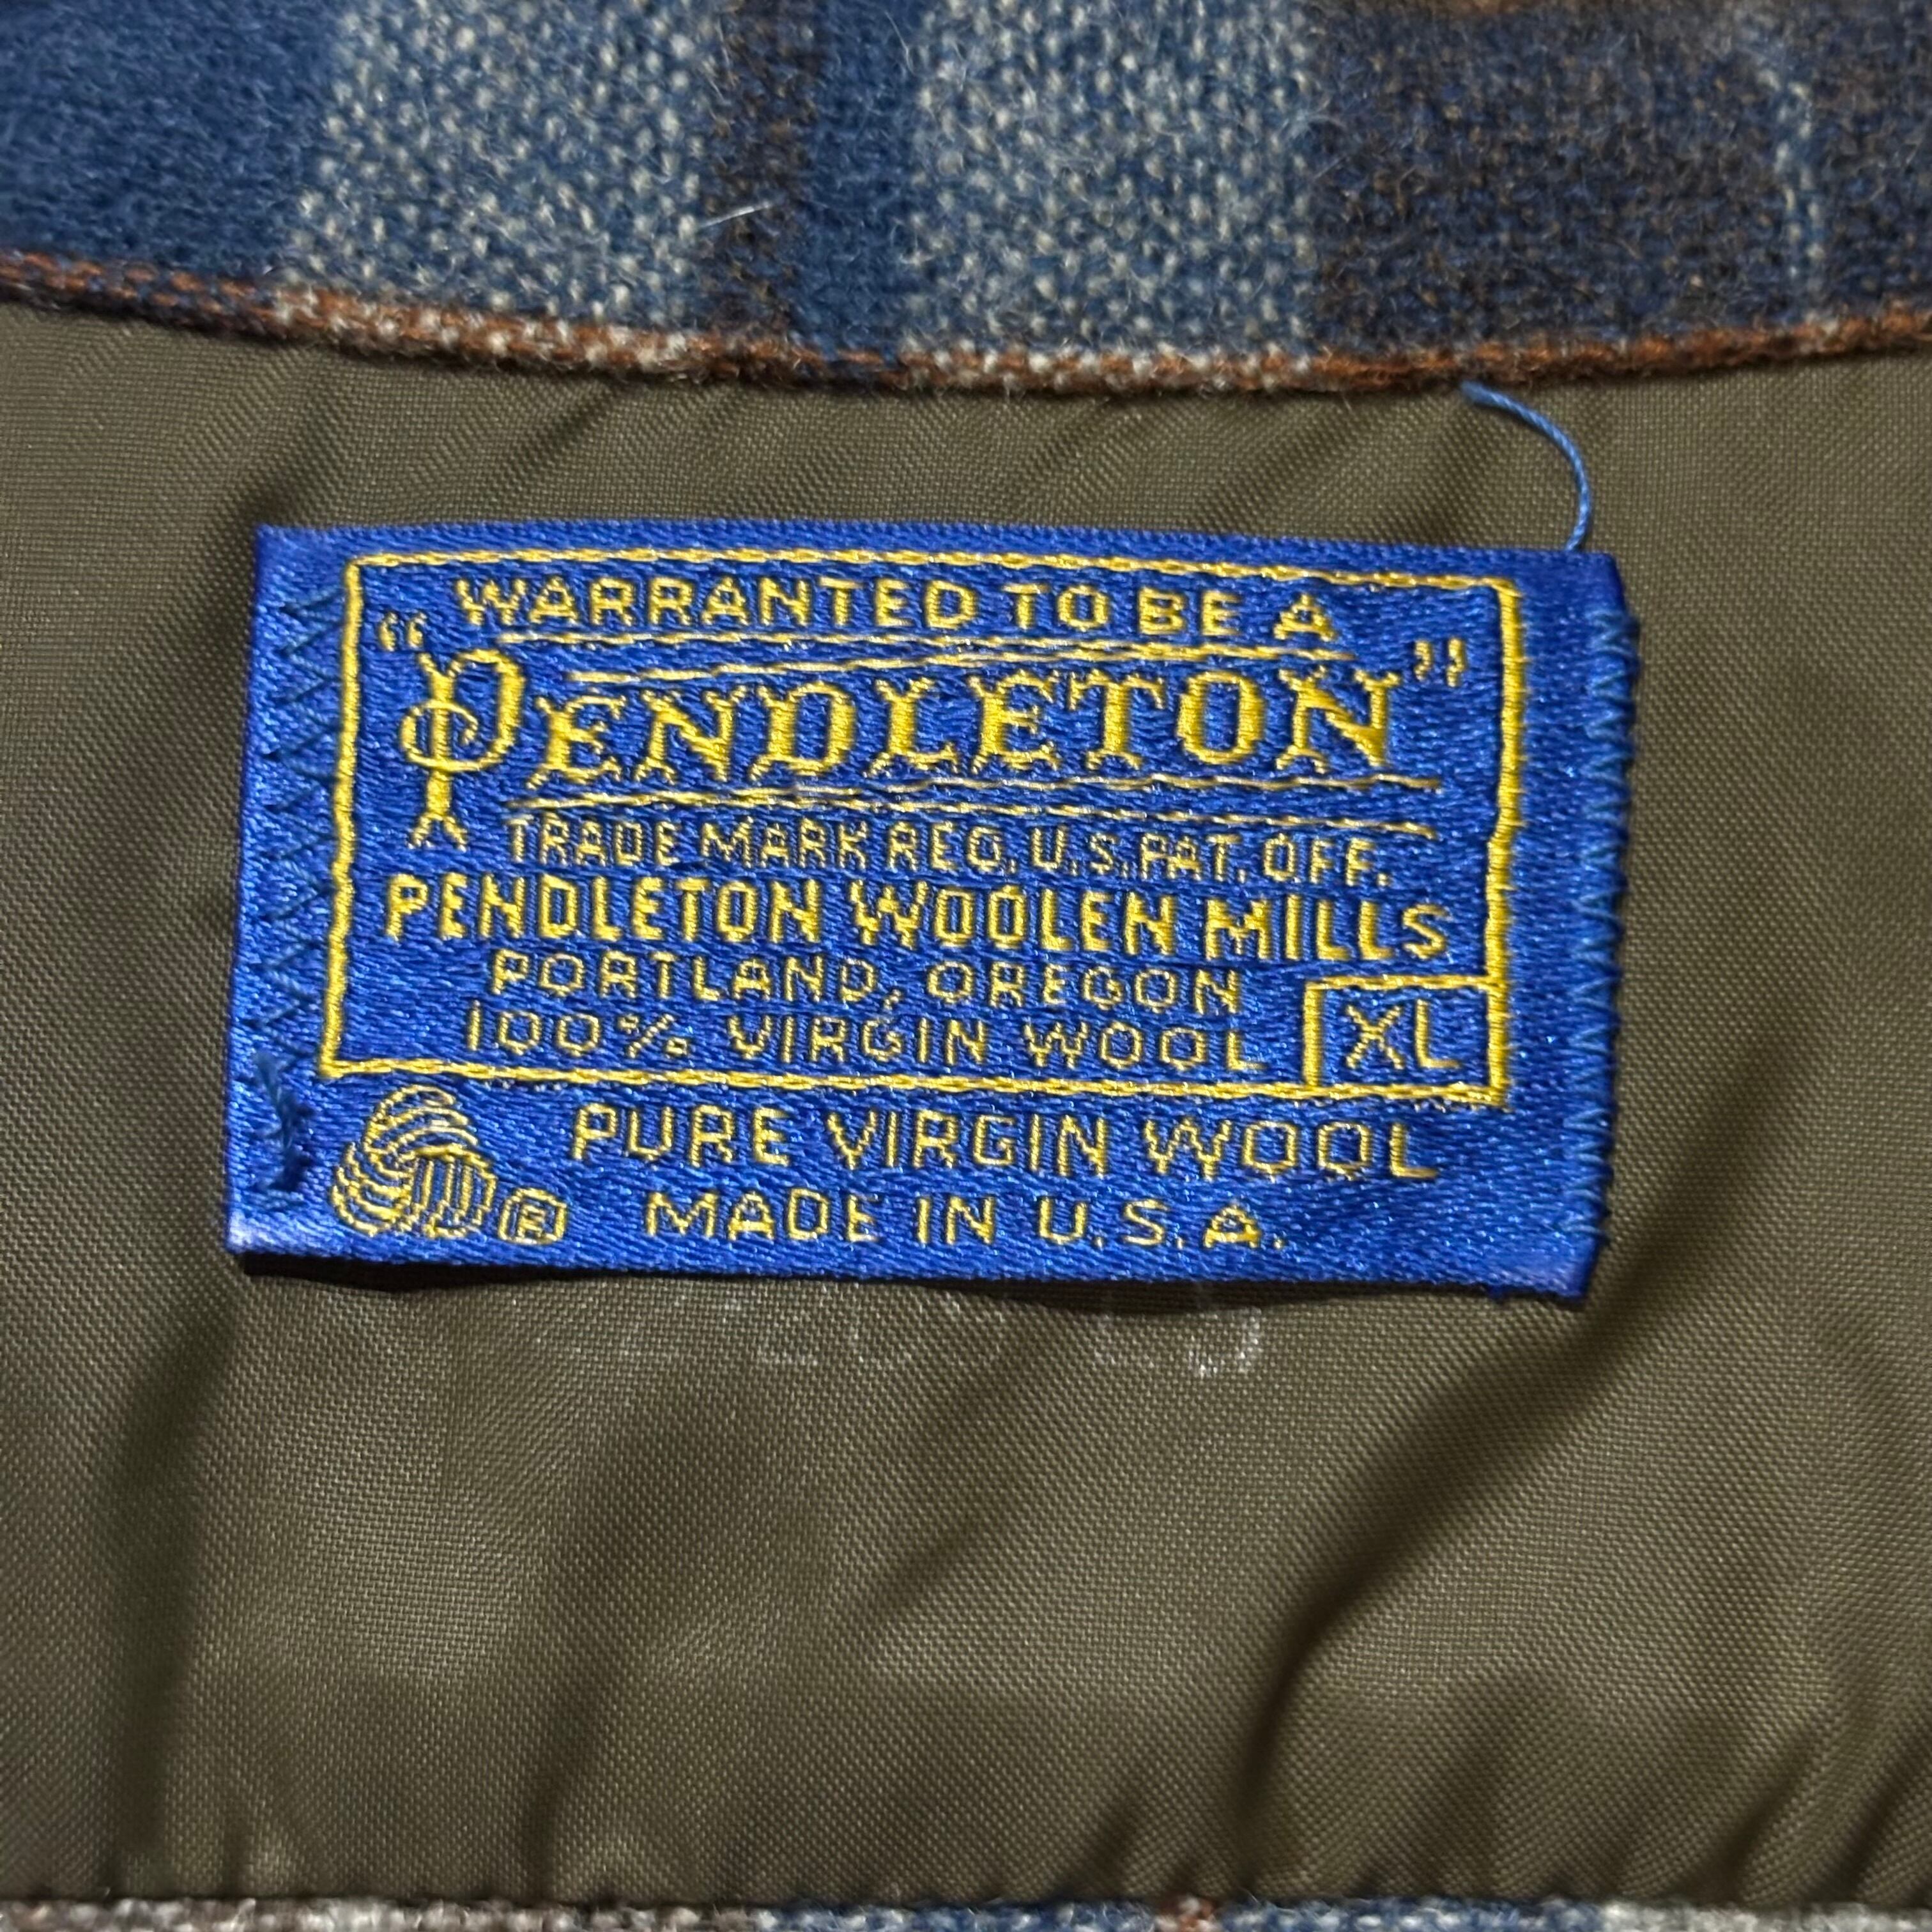 WARRANTED TO BE A
"PENDLETON"
TRADE MARK REG. U.S. PAT. OFF.
PENDLETON WOOLEN MILLS
PORTLAND, OREGON
100% VIRGIN WOOL XL
PURE VIRGIN WOOL
® MADE IN U.S.A.